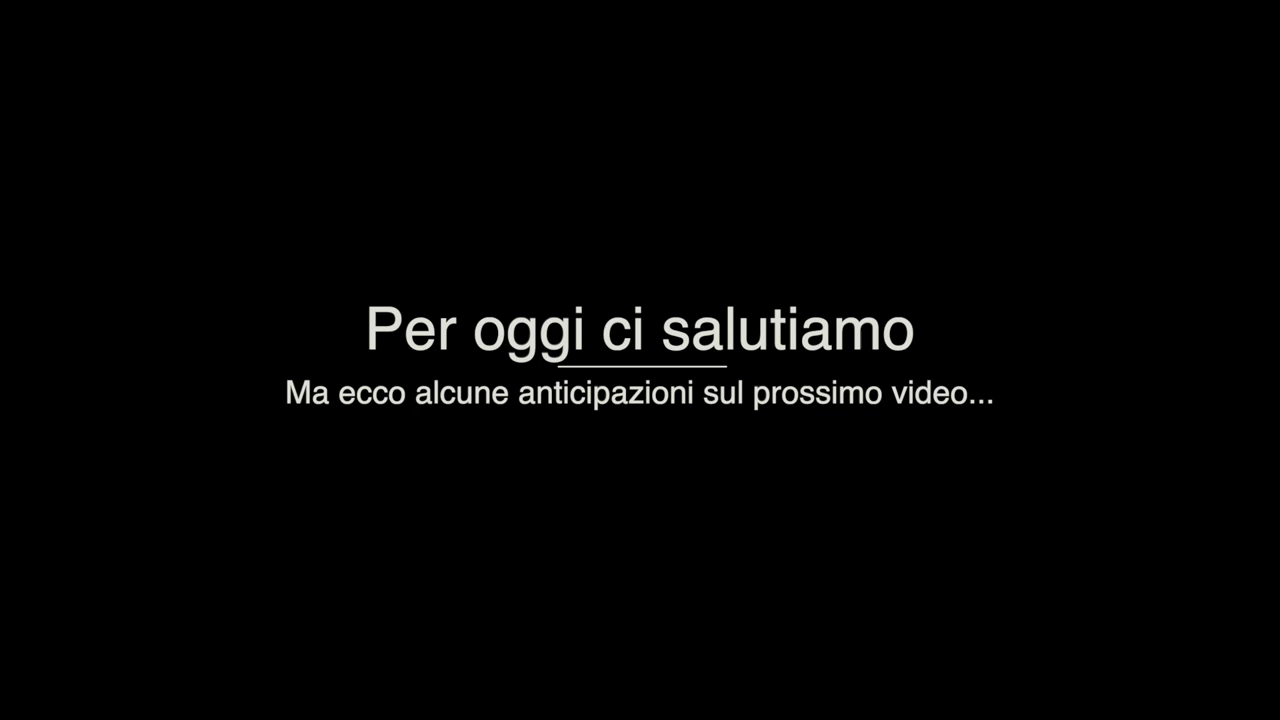 Per oggi ci salutiamo
Ma ecco alcune anticipazioni sul prossimo video...